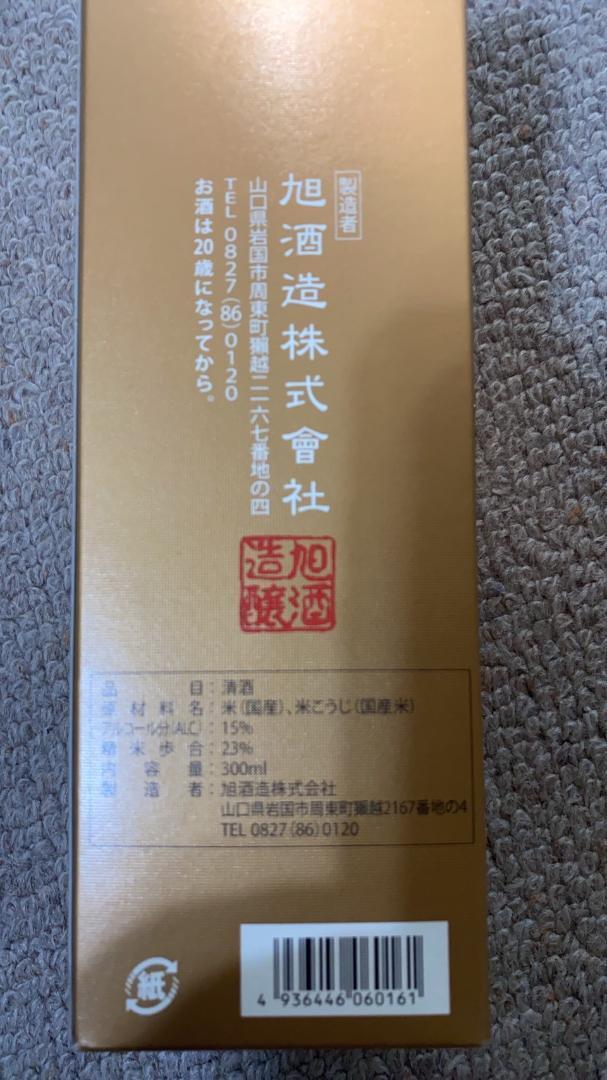 製造者
旭酒造株式會社
山口県岩国市周東町獺越二一六七番地の四
TEL 0827(86)0120
お酒は20歳になってから。
旭酒
造醸
品目：清酒
原材料名：米(国産)、米こうじ(国産米)
アルコール分(ALC)：15%
精米歩合：23%
内容量：300ml
製造者：旭酒造株式会社
山口県岩国市周東町獺越2167番地の4
TEL 0827(86)0120
紙
4 936446 060161